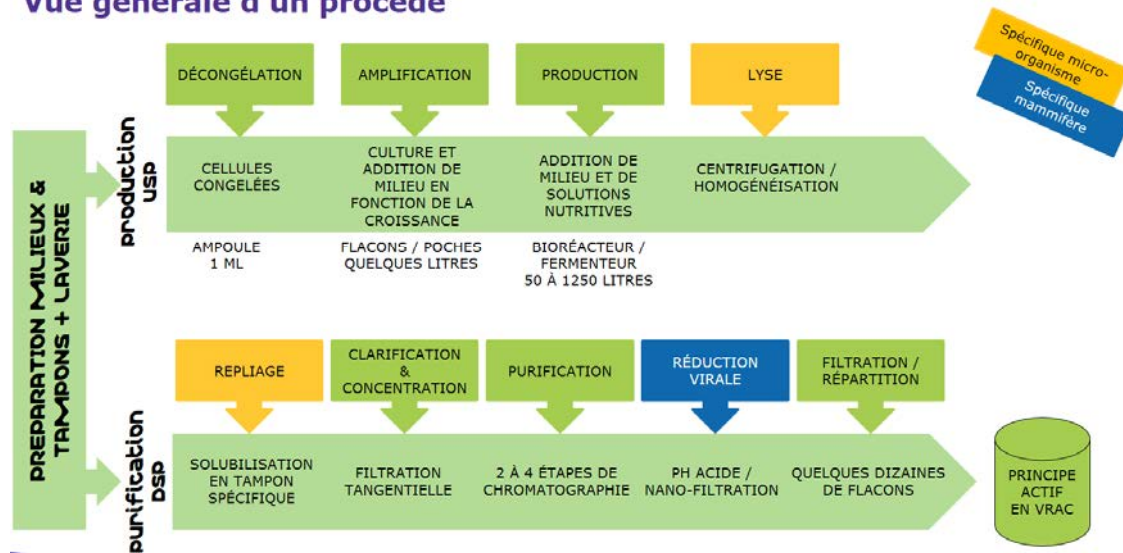 Vue générale d'un procédé
Spécifique micro-
organisme
Spécifique
mammifère
DÉCONGÉLATION
AMPLIFICATION
PRODUCTION
LYSE
PREPARATION MILIEUX &
TAMPONS + LAVERIE
production
USP
CELLULES
CONGELÉES
CULTURE ET
ADDITION DE
MILIEU EN
FONCTION DE LA
CROISSANCE
ADDITION DE
MILIEU ET DE
SOLUTIONS
NUTRITIVES
CENTRIFUGATION /
HOMOGÉNÉISATION
AMPOULE
1 ML
FLACONS / POCHES
QUELQUES LITRES
BIORÉACTEUR /
FERMENTEUR
50 À 1250 LITRES
REPLIAGE
CLARIFICATION
&
CONCENTRATION
PURIFICATION
RÉDUCTION
VIRALE
FILTRATION /
RÉPARTITION
purification
DSP
SOLUBILISATION
EN TAMPON
SPÉCIFIQUE
FILTRATION
TANGENTIELLE
2 À 4 ÉTAPES DE
CHROMATOGRAPHIE
PH ACIDE /
NANO-FILTRATION
QUELQUES DIZAINES
DE FLACONS
PRINCIPE
ACTIF
EN VRAC